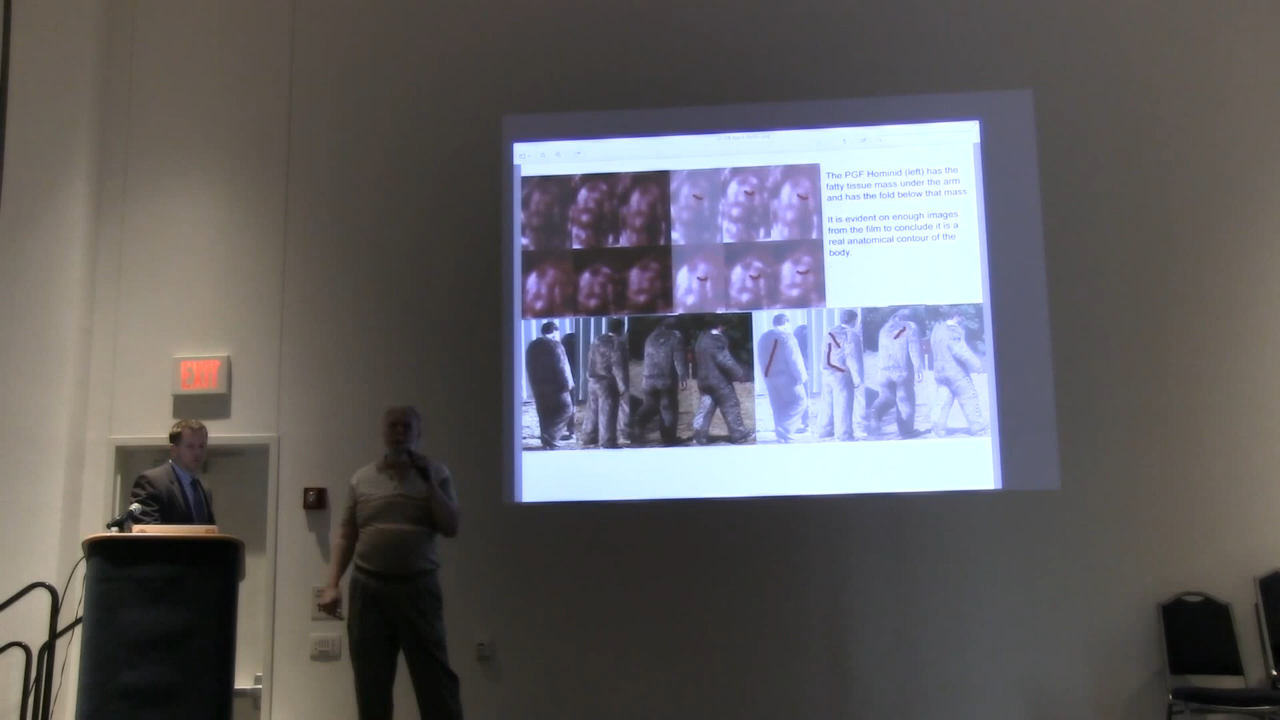 The PGF Hominid (left) has the
fatty tissue mass under the arm
and has the fold below that mass
It is evident on enough images
from the film to conclude it is a
real anatomical contour of the
body.
EXIT